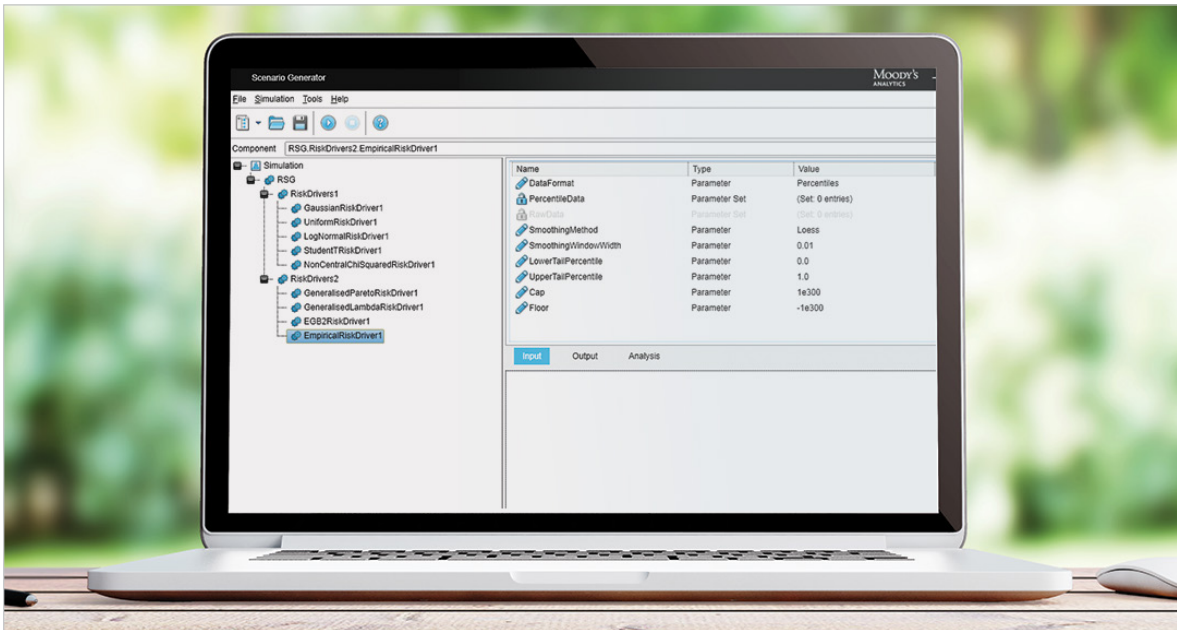 Scenario Generator
MOODY'S
ANALYTICS
File Simulation Tools Help
Component RSG.RiskDrivers2.EmpiricalRiskDriver1
Simulation
RSG
RiskDrivers1
GaussianRiskDriver1
UniformRiskDriver1
LogNormalRiskDriver1
StudentTRiskDriver1
NonCentralChiSquaredRiskDriver1
RiskDrivers2
GeneralisedParetoRiskDriver1
GeneralisedLambdaRiskDriver1
EGB2RiskDriver1
EmpiricalRiskDriver1
Name Type Value
DataFormat Parameter Percentiles
PercentileData Parameter Set (Set: 0 entries)
RawData Parameter Set (Set: 0 entries)
SmoothingMethod Parameter Loess
SmoothingWindowWidth Parameter 0.01
LowerTailPercentile Parameter 0.0
UpperTailPercentile Parameter 1.0
Cap Parameter 1e300
Floor Parameter -1e300
Input Output Analysis